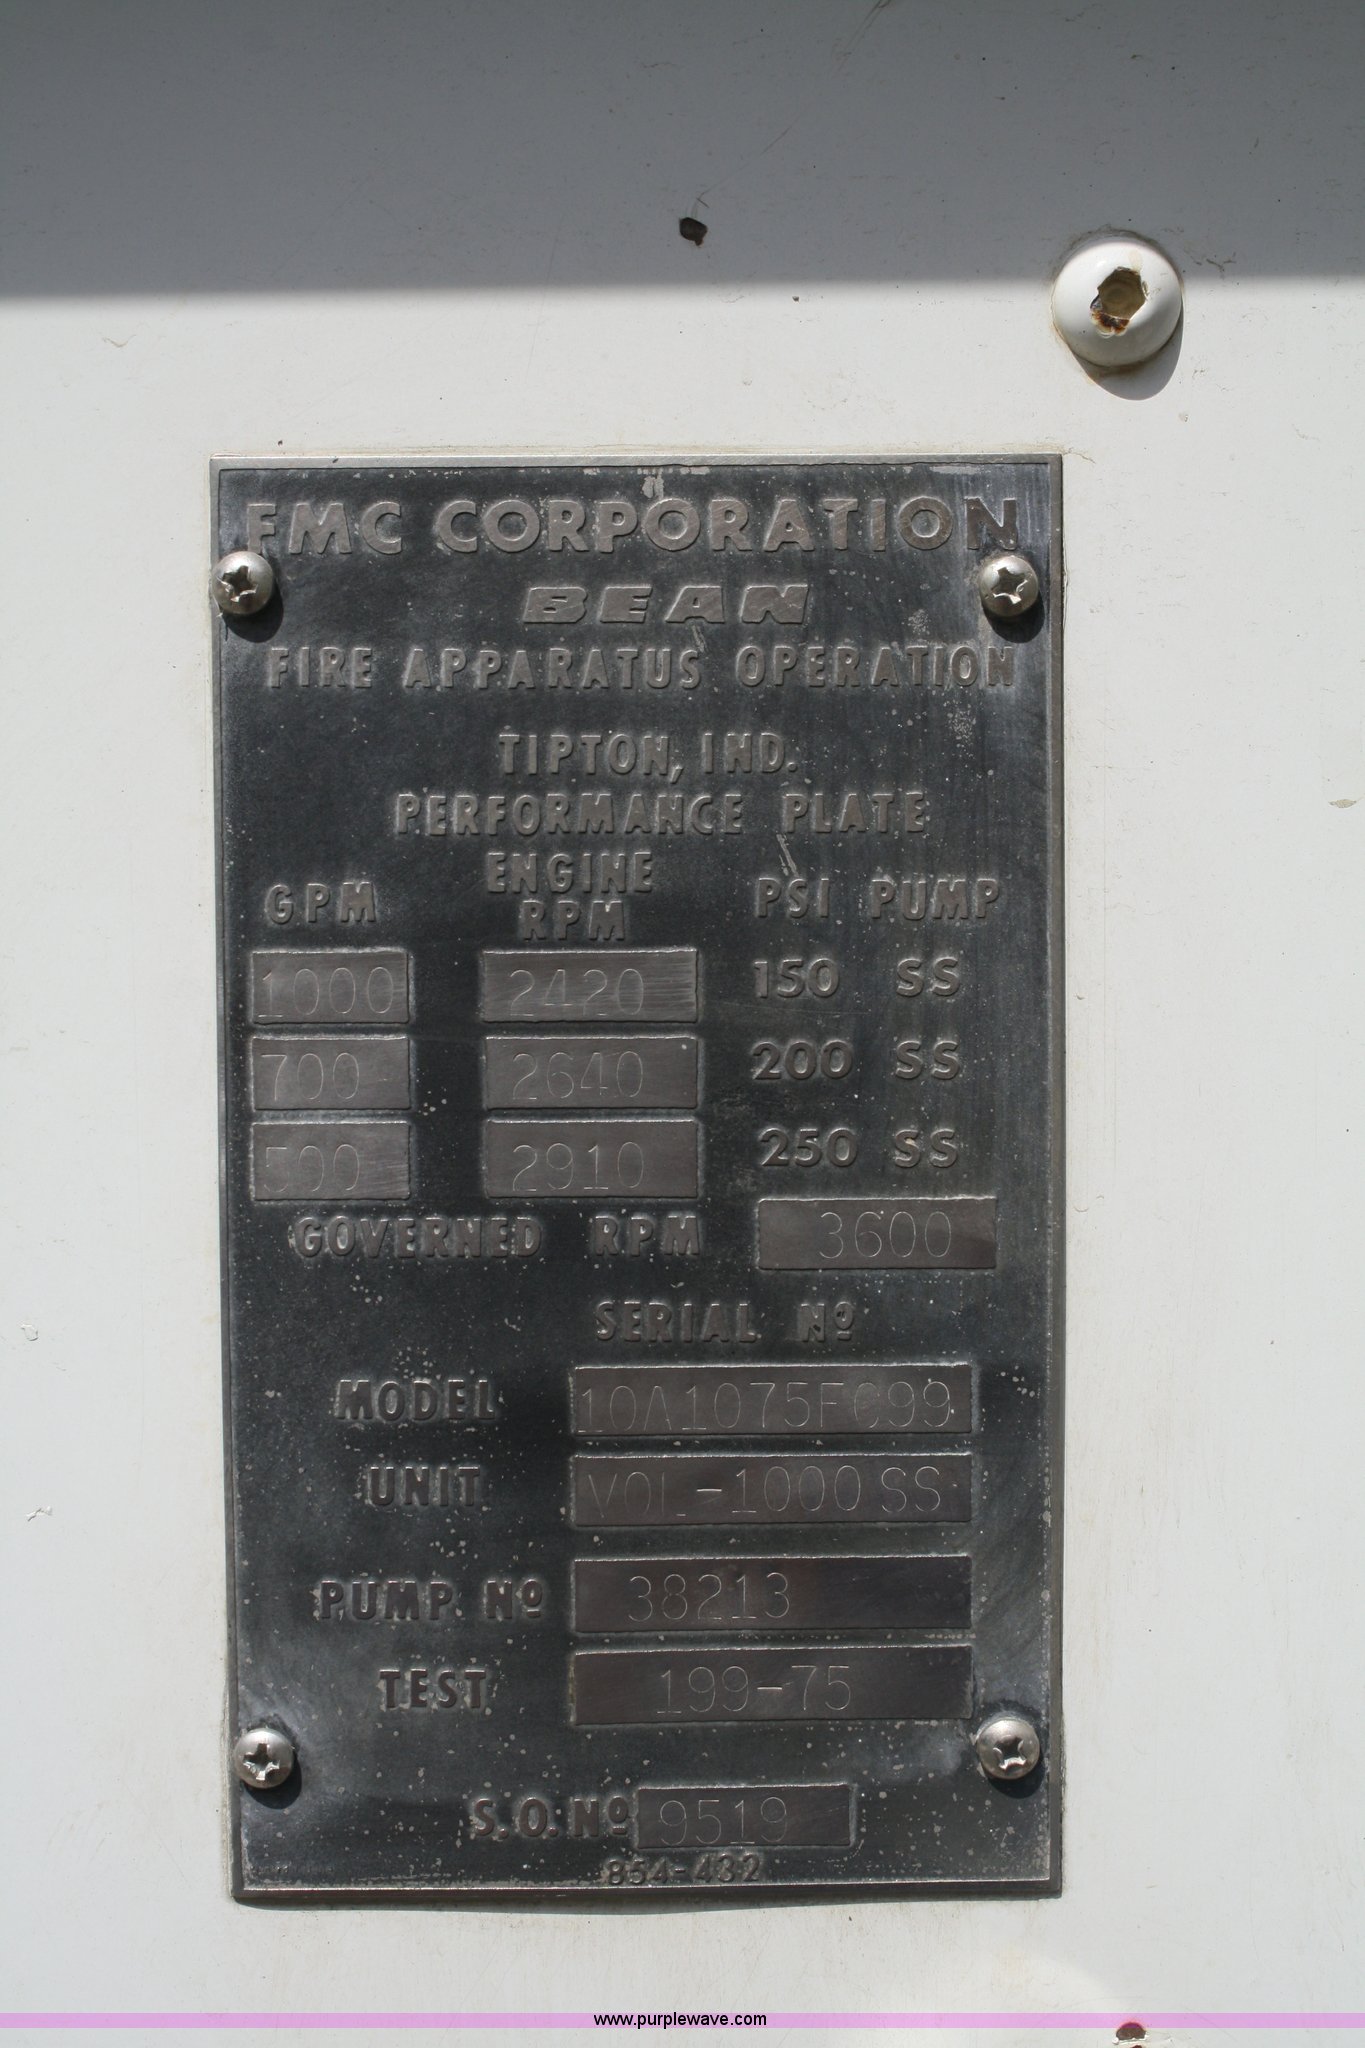 FMC CORPORATION
BEAN
FIRE APPARATUS OPERATION
TIPTON, IND.
PERFORMANCE PLATE
GPM ENGINE RPM PSI PUMP
1000 2420 150 SS
700 2640 200 SS
500 2910 250 SS
GOVERNED RPM 3600
SERIAL Nº
MODEL 10A1075FC99
UNIT VOL-1000 SS
PUMP Nº 38213
TEST 199-75
S.O. Nº 9519
854-432
www.purplewave.com